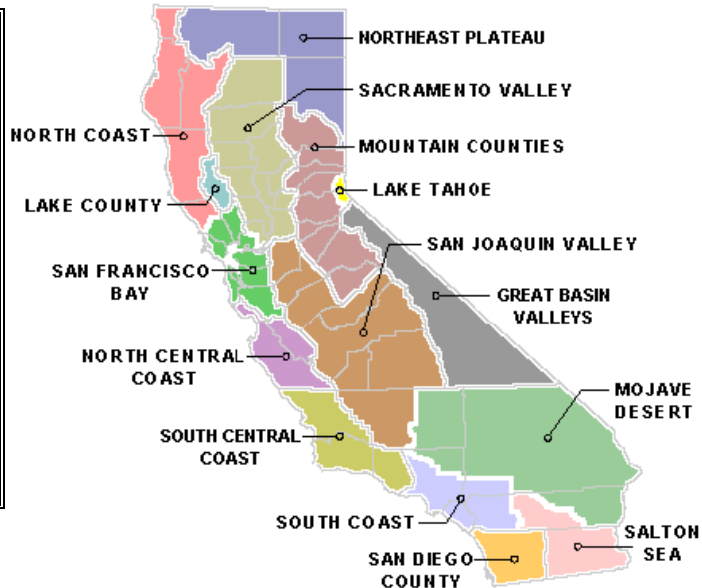 NORTHEAST PLATEAU
SACRAMENTO VALLEY
NORTH COAST
MOUNTAIN COUNTIES
LAKE TAHOE
LAKE COUNTY
SAN JOAQUIN VALLEY
SAN FRANCISCO
BAY
GREAT BASIN
VALLEYS
NORTH CENTRAL
COAST
MOJAVE
DESERT
SOUTH CENTRAL
COAST
SOUTH COAST
SALTON
SEA
SAN DIEGO
COUNTY